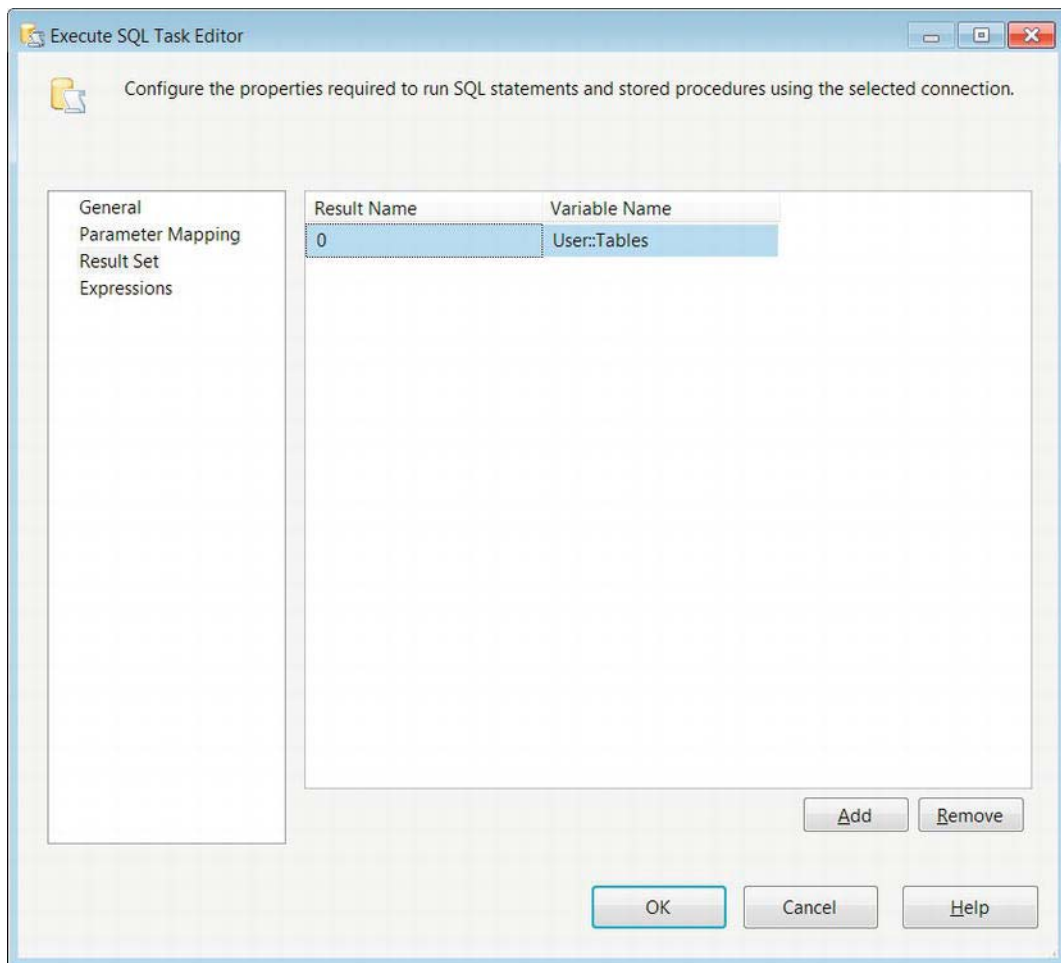 Execute SQL Task Editor
Configure the properties required to run SQL statements and stored procedures using the selected connection.
General
Parameter Mapping
Result Set
Expressions
Result Name Variable Name
0 User::Tables
Add Remove
OK Cancel Help